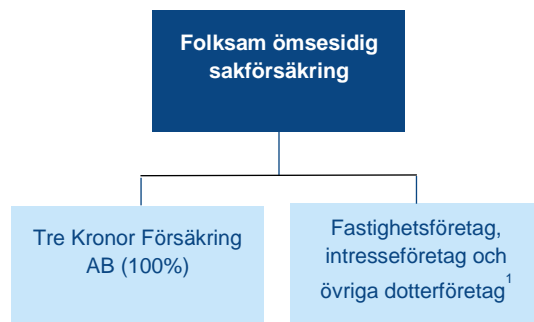 Folksam ömsesidig
sakförsäkring
Tre Kronor Försäkring
AB (100%)
Fastighetsföretag,
intresseföretag och
övriga dotterföretag¹